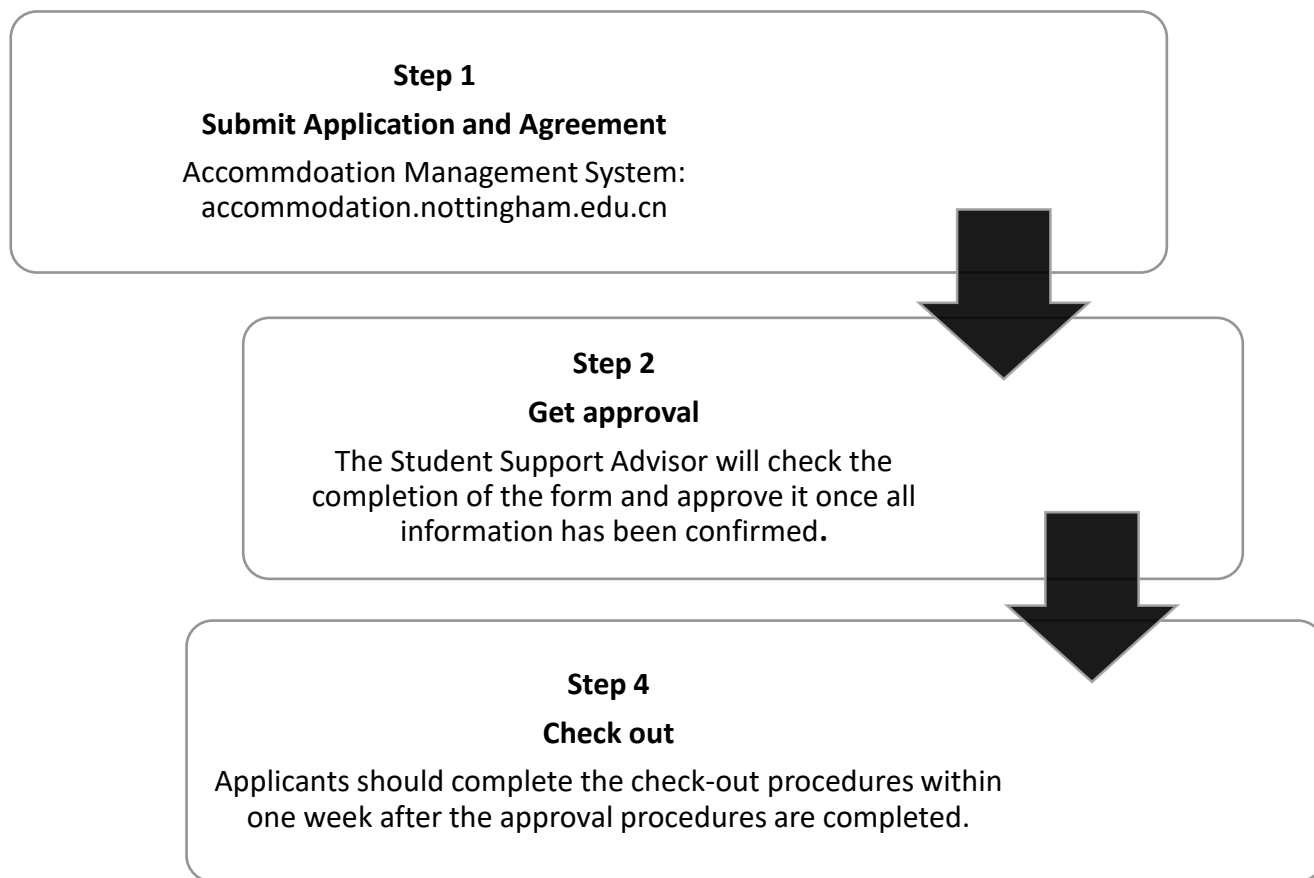 Step 1
Submit Application and Agreement
Accommdoation Management System:
accommodation.nottingham.edu.cn
Step 2
Get approval
The Student Support Advisor will check the
completion of the form and approve it once all
information has been confirmed.
Step 4
Check out
Applicants should complete the check-out procedures within
one week after the approval procedures are completed.